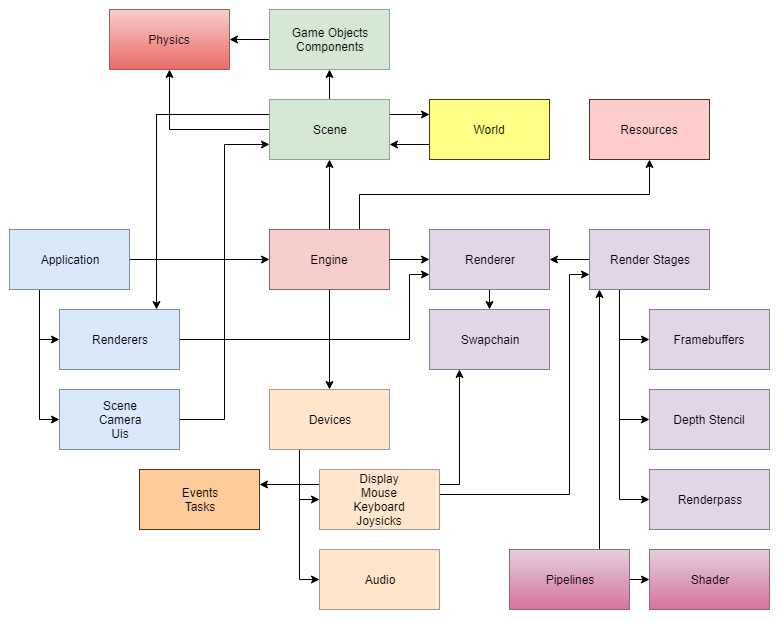 Physics
Game Objects
Components
Scene
World
Resources
Application
Engine
Renderer
Render Stages
Renderers
Swapchain
Framebuffers
Scene
Camera
Uis
Devices
Depth Stencil
Events
Tasks
Display
Mouse
Keyboard
Joysicks
Renderpass
Audio
Pipelines
Shader